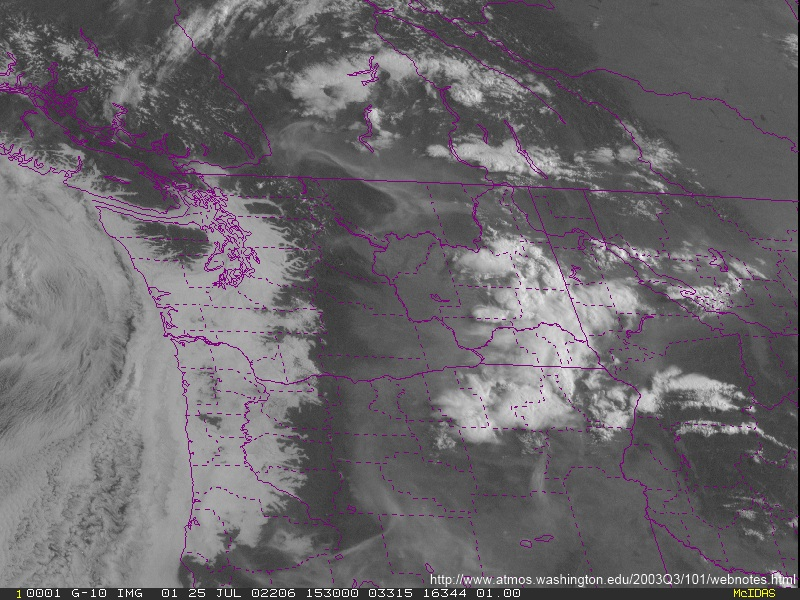 http://www.atmos.washington.edu/2003Q3/101/webnotes.html
1 0001 G-10 IMG 01 25 JUL 02206 153000 03315 16344 01.00 McIDAS